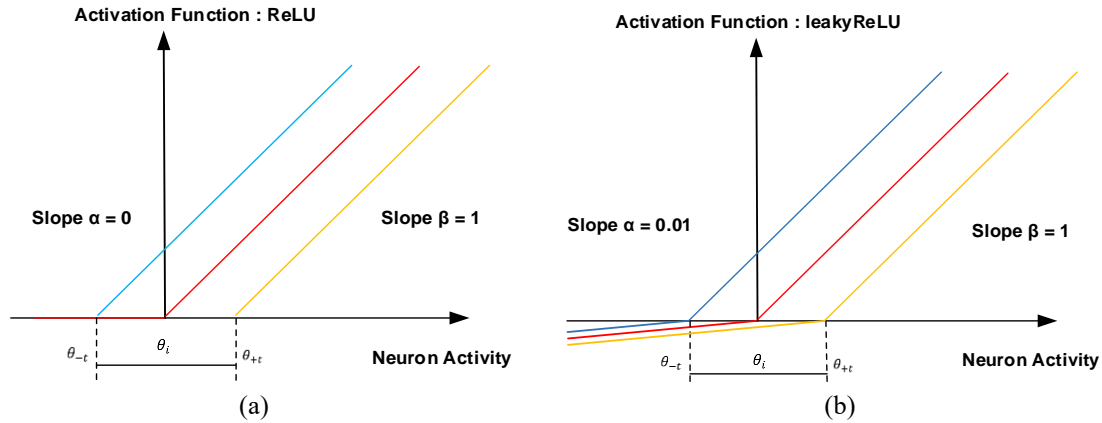 Activation Function : ReLU
Slope α = 0
Slope β = 1
θ₋ₜ
θᵢ
θ₊ₜ
Neuron Activity
(a)
Activation Function : leakyReLU
Slope α = 0.01
Slope β = 1
θ₋ₜ
θᵢ
θ₊ₜ
Neuron Activity
(b)